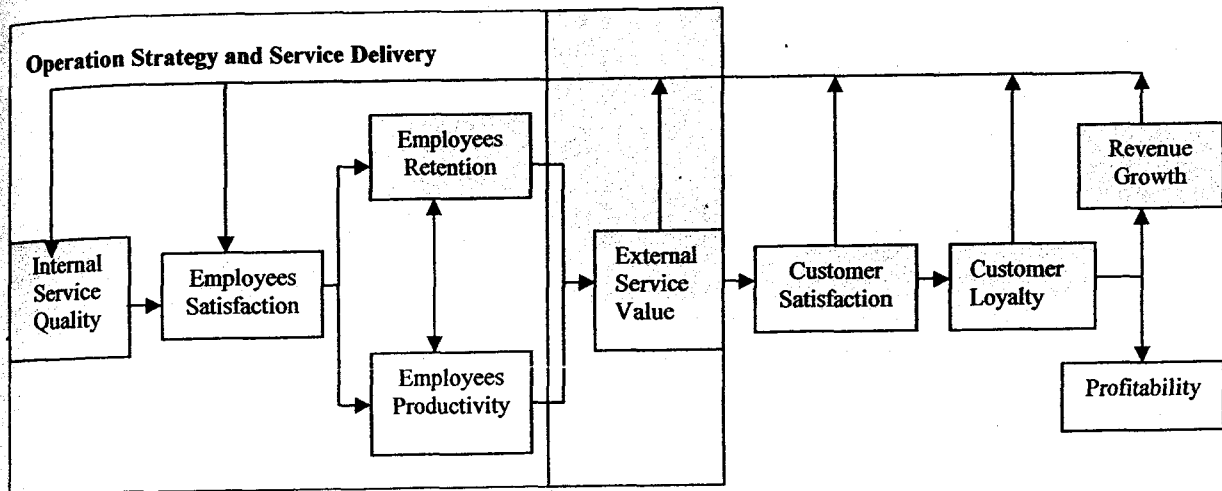 Operation Strategy and Service Delivery
Employees
Retention
Revenue
Growth
Internal
Service
Quality
Employees
Satisfaction
External
Service
Value
Customer
Satisfaction
Customer
Loyalty
Employees
Productivity
Profitability